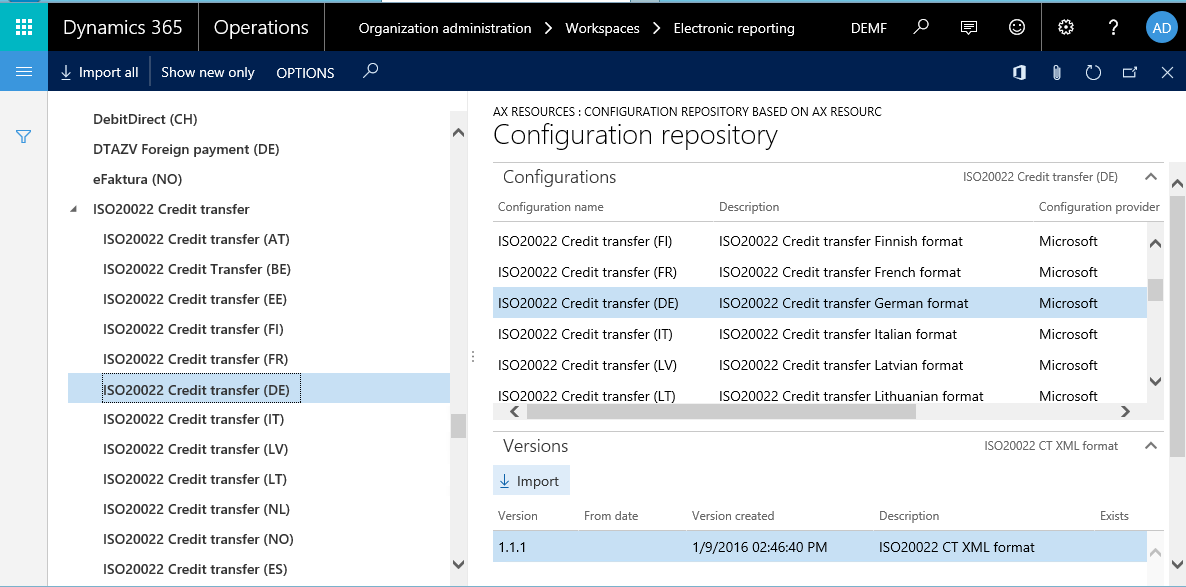 Dynamics 365 Operations Organization administration Workspaces Electronic reporting DEMF ? AD
Import all Show new only OPTIONS
DebitDirect (CH)
DTAZV Foreign payment (DE)
eFaktura (NO)
ISO20022 Credit transfer
ISO20022 Credit transfer (AT)
ISO20022 Credit Transfer (BE)
ISO20022 Credit transfer (EE)
ISO20022 Credit transfer (FI)
ISO20022 Credit transfer (FR)
ISO20022 Credit transfer (DE)
ISO20022 Credit transfer (IT)
ISO20022 Credit transfer (LV)
ISO20022 Credit transfer (LT)
ISO20022 Credit transfer (NL)
ISO20022 Credit transfer (NO)
ISO20022 Credit transfer (ES)
AX RESOURCES : CONFIGURATION REPOSITORY BASED ON AX RESOURC
Configuration repository
Configurations ISO20022 Credit transfer (DE)
Configuration name Description Configuration provider
ISO20022 Credit transfer (FI) ISO20022 Credit transfer Finnish format Microsoft
ISO20022 Credit transfer (FR) ISO20022 Credit transfer French format Microsoft
ISO20022 Credit transfer (DE) ISO20022 Credit transfer German format Microsoft
ISO20022 Credit transfer (IT) ISO20022 Credit transfer Italian format Microsoft
ISO20022 Credit transfer (LV) ISO20022 Credit transfer Latvian format Microsoft
ISO20022 Credit transfer (LT) ISO20022 Credit transfer Lithuanian format Microsoft
Versions ISO20022 CT XML format
Import
Version From date Version created Description Exists
1.1.1 1/9/2016 02:46:40 PM ISO20022 CT XML format